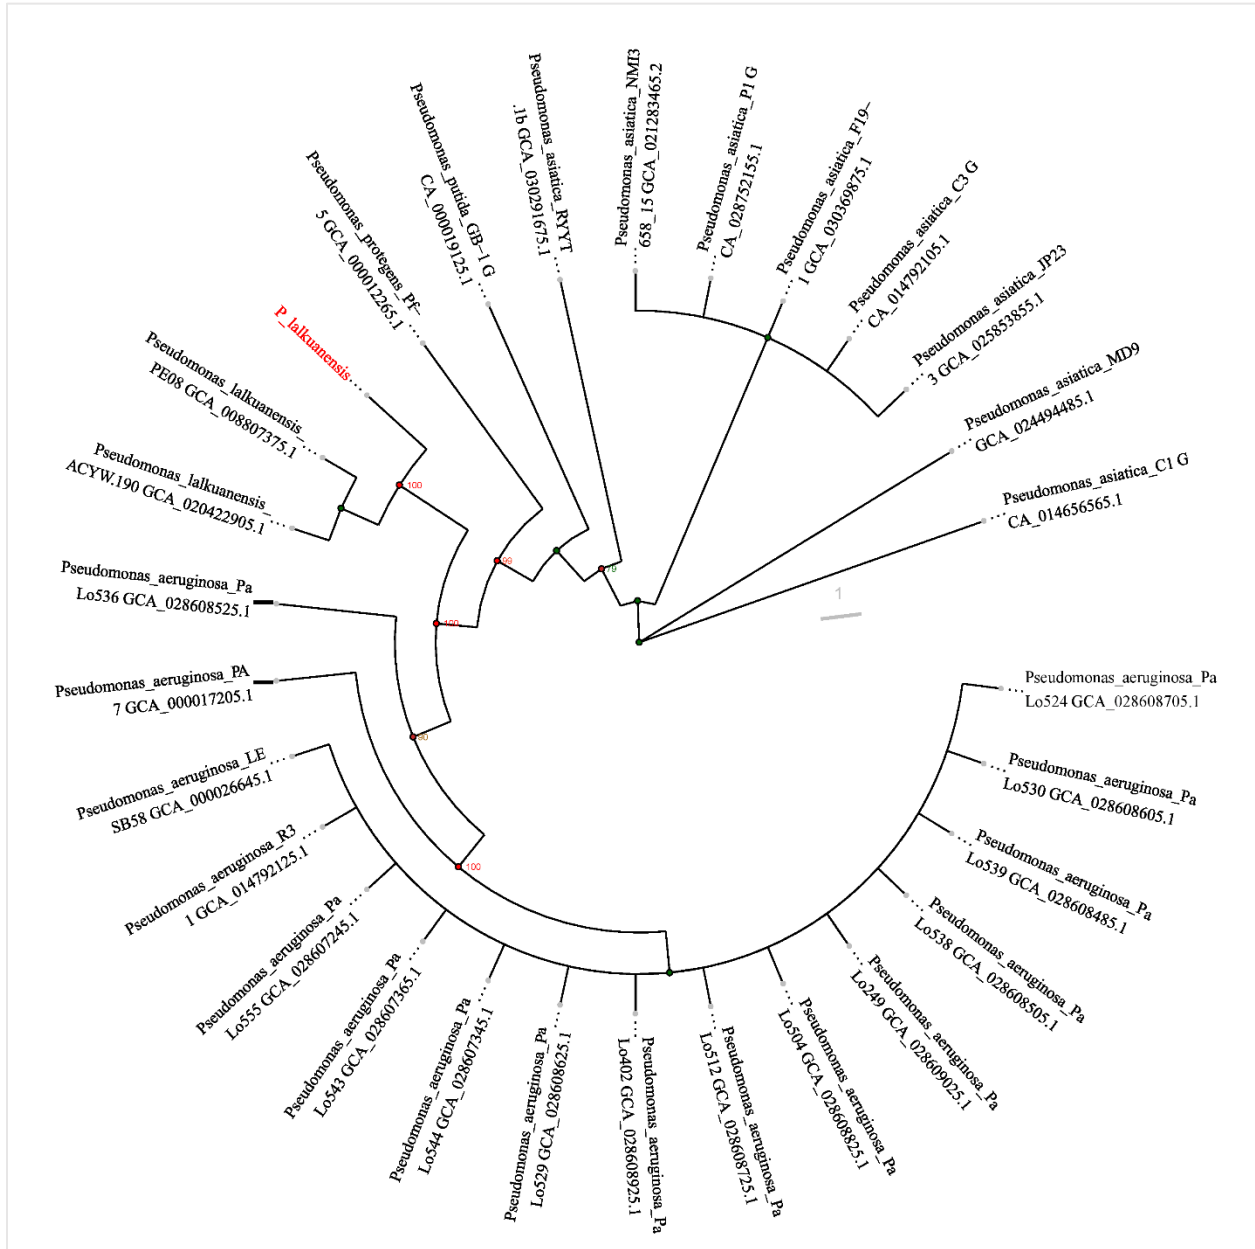 Pseudomonas_asiatica_NMI3
658_15 GCA_021283465.2
Pseudomonas_asiatica_P1 G
CA_028752155.1
Pseudomonas_asiatica_F19-
1 GCA_030369875.1
Pseudomonas_asiatica_C3 G
CA_014792105.1
Pseudomonas_asiatica_JP23
3 GCA_025853855.1
Pseudomonas_asiatica_MD9
GCA_024494485.1
Pseudomonas_asiatica_C1 G
CA_014656565.1
1
Pseudomonas_aeruginosa_Pa
Lo524 GCA_028608705.1
Pseudomonas_aeruginosa_Pa
Lo530 GCA_028608605.1
Pseudomonas_aeruginosa_Pa
Lo539 GCA_028608485.1
Pseudomonas_aeruginosa_Pa
Lo538 GCA_028608505.1
Pseudomonas_aeruginosa_Pa
Lo249 GCA_028609025.1
Pseudomonas_aeruginosa_Pa
Lo504 GCA_028608825.1
Pseudomonas_aeruginosa_Pa
Lo512 GCA_028608725.1
Pseudomonas_aeruginosa_Pa
Lo402 GCA_028608925.1
Pseudomonas_aeruginosa_Pa
Lo529 GCA_028608625.1
Pseudomonas_aeruginosa_Pa
Lo544 GCA_028607345.1
Pseudomonas_aeruginosa_Pa
Lo543 GCA_028607365.1
Pseudomonas_aeruginosa_Pa
Lo555 GCA_028607245.1
Pseudomonas_aeruginosa_R3
1 GCA_014792125.1
Pseudomonas_aeruginosa_LE
SB58 GCA_000026645.1
Pseudomonas_aeruginosa_PA
7 GCA_000017205.1
Pseudomonas_aeruginosa_Pa
Lo536 GCA_028608525.1
Pseudomonas_lalkuanensis_
ACYW.190 GCA_020422905.1
Pseudomonas_lalkuanensis_
PE08 GCA_008807375.1
P_lalkuanensis
Pseudomonas_protegens_Pf-
5 GCA_000012265.1
Pseudomonas_putida_GB-1 G
CA_000019125.1
Pseudomonas_asiatica_RYYT
.1b GCA_030291675.1
100
99
79
100
90
100